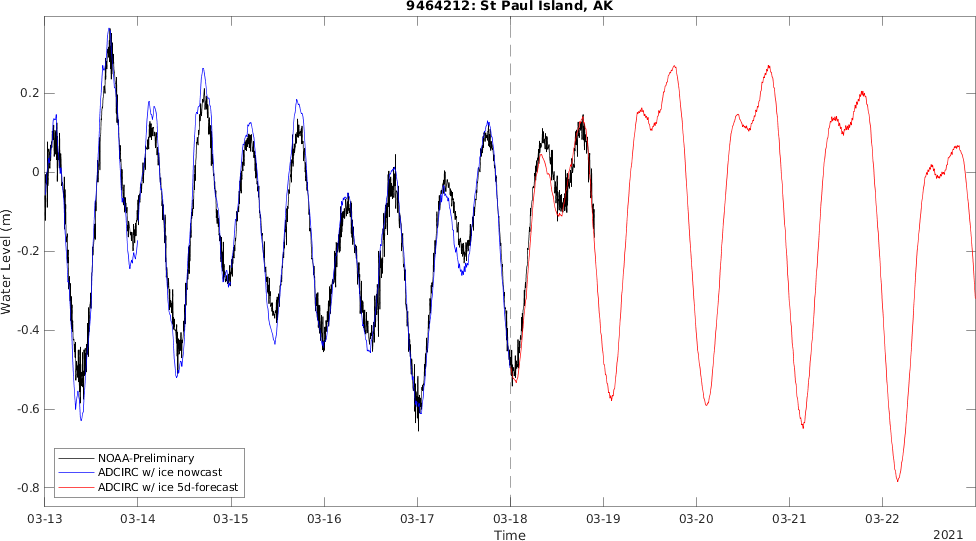 9464212: St Paul Island, AK
Water Level (m)
0.2
0
-0.2
-0.4
-0.6
-0.8
NOAA-Preliminary
ADCIRC w/ ice nowcast
ADCIRC w/ ice 5d-forecast
03-13 03-14 03-15 03-16 03-17 03-18 03-19 03-20 03-21 03-22
Time
2021